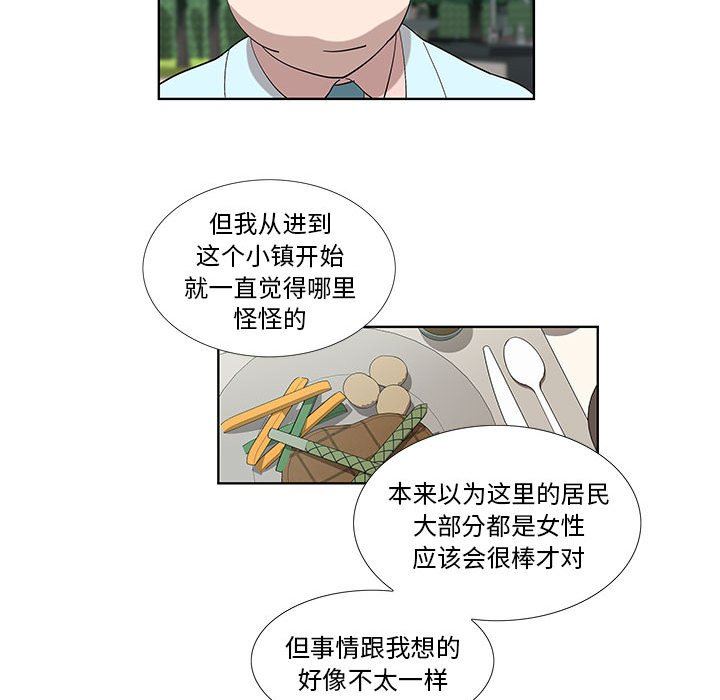 但我从进到
这个小镇开始
就一直觉得哪里
怪怪的
本来以为这里的居民
大部分都是女性
应该会很棒才对
但事情跟我想的
好像不太一样